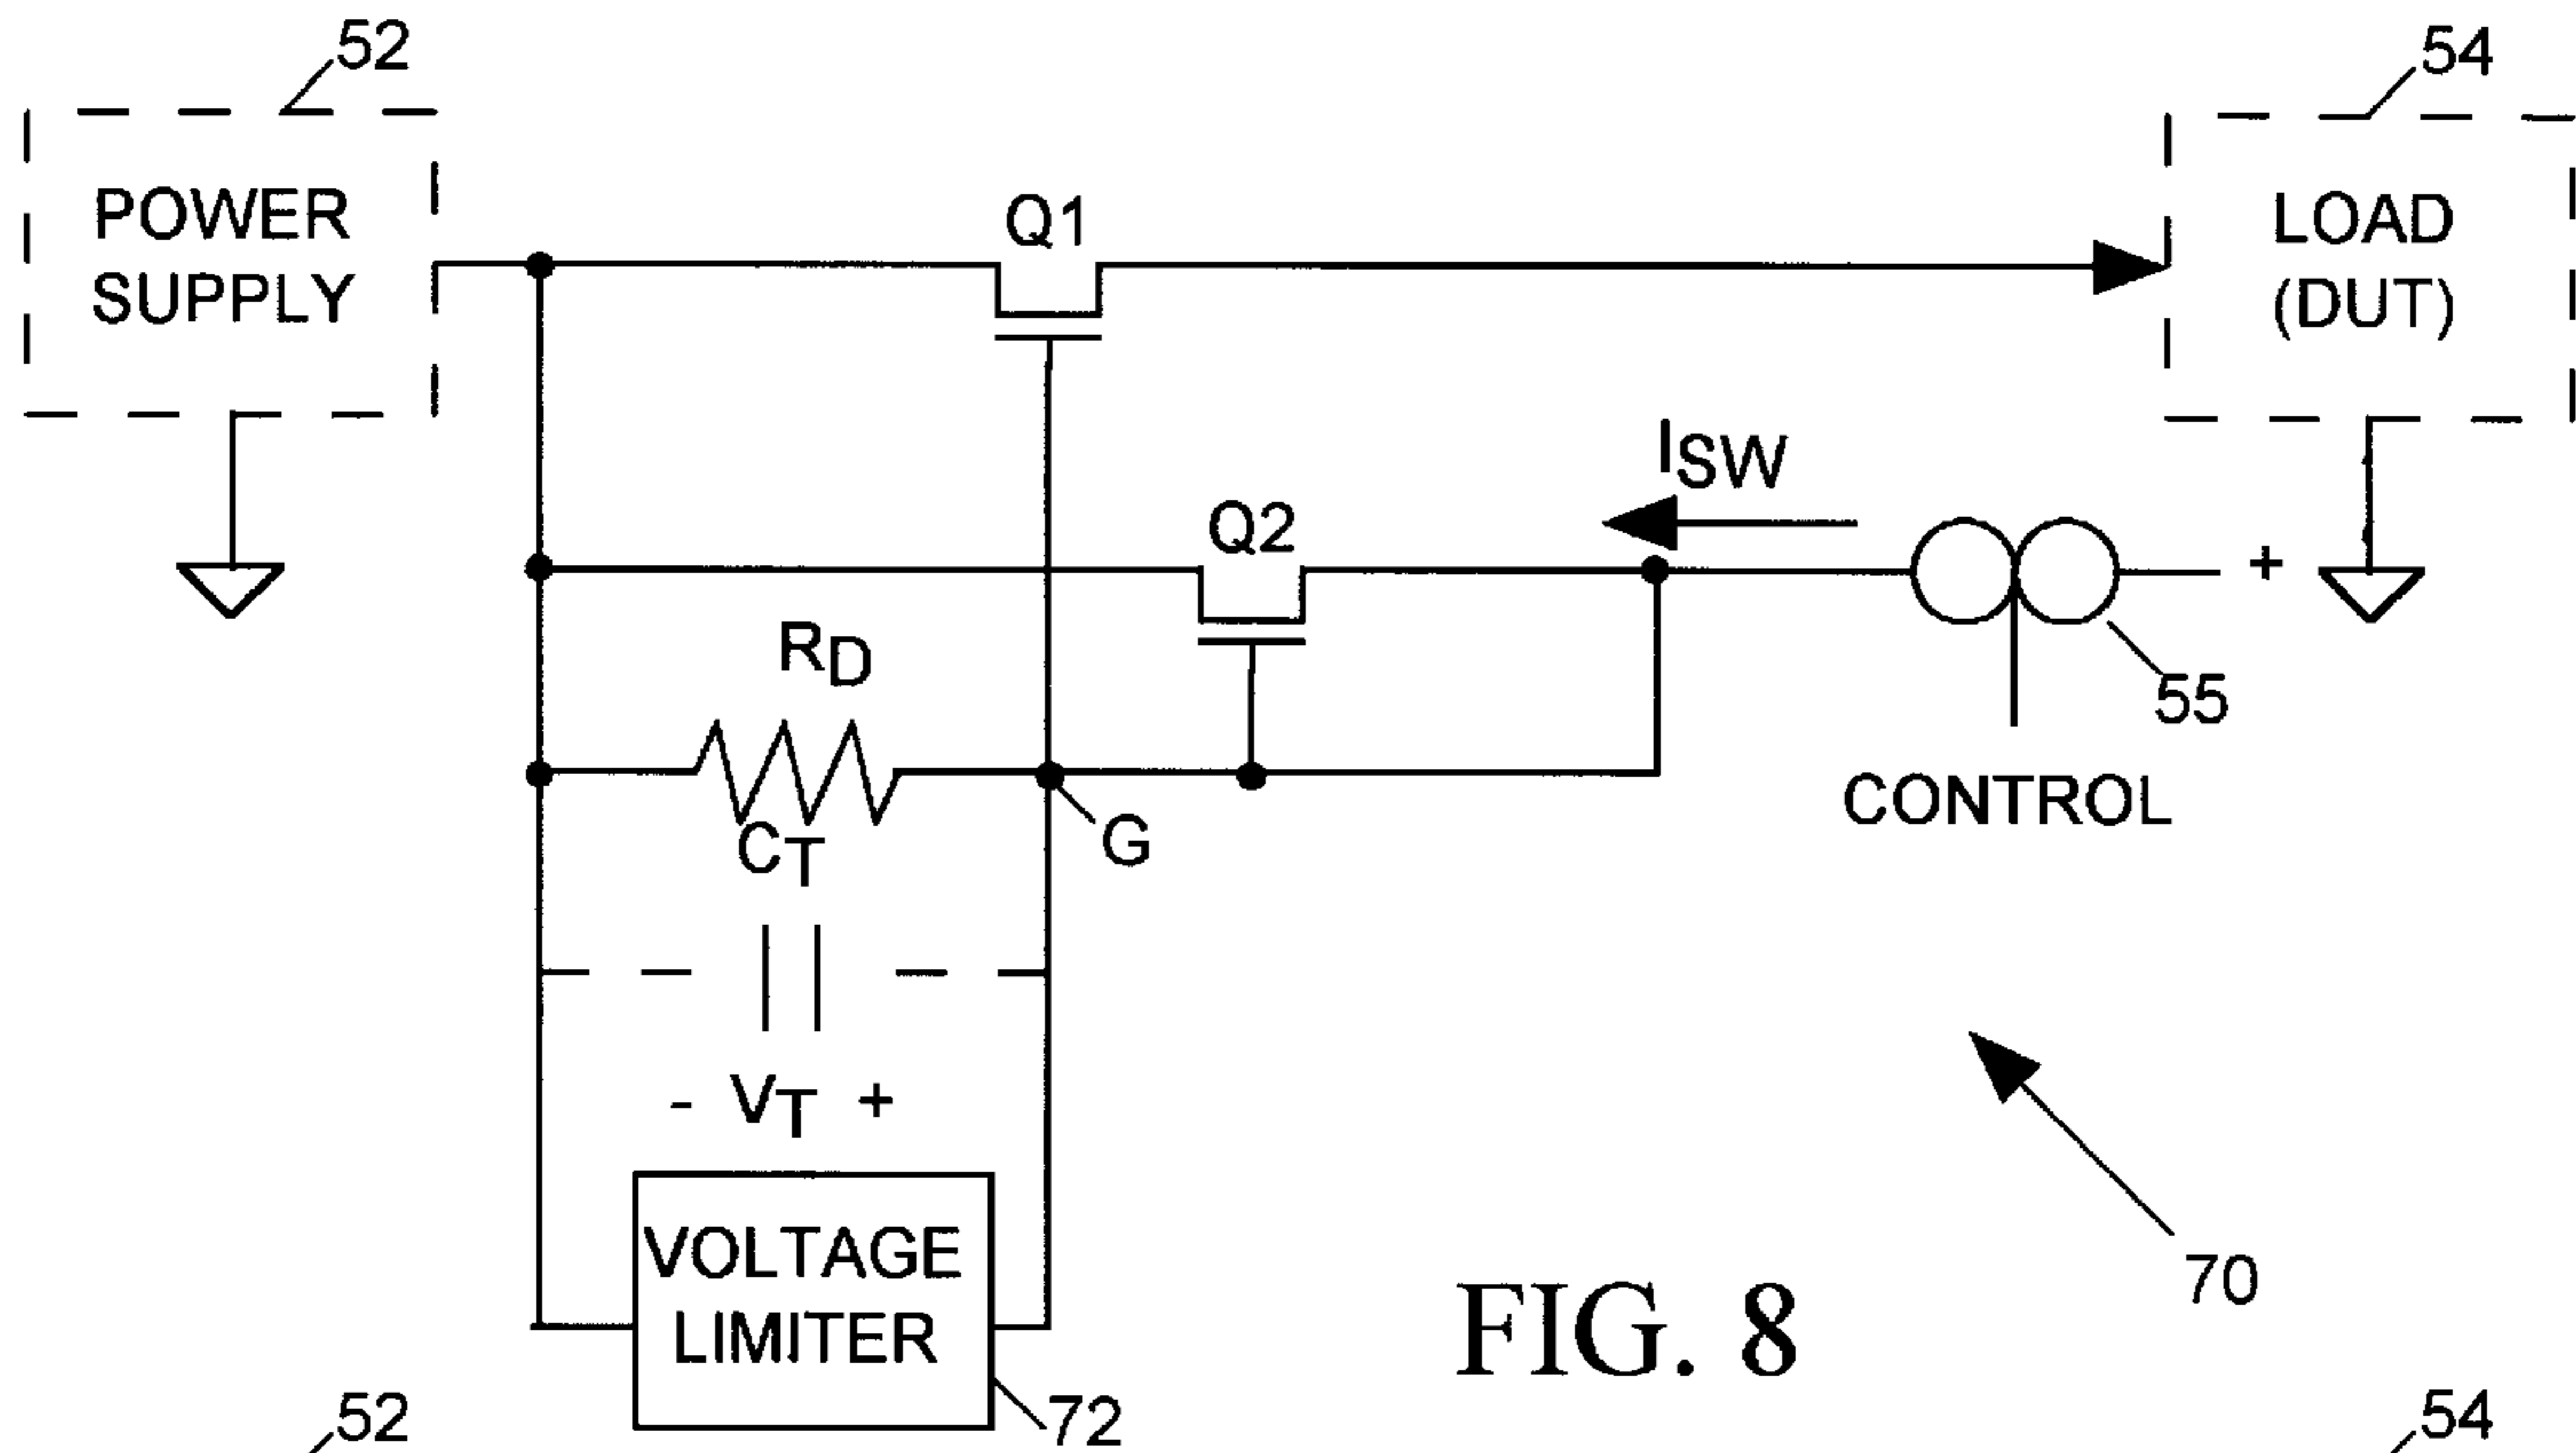 52
54
POWER
SUPPLY
LOAD
(DUT)
Q1
ISW
Q2
+
RD
55
CONTROL
CT
G
- VT +
VOLTAGE
LIMITER
70
FIG. 8
72
52
54